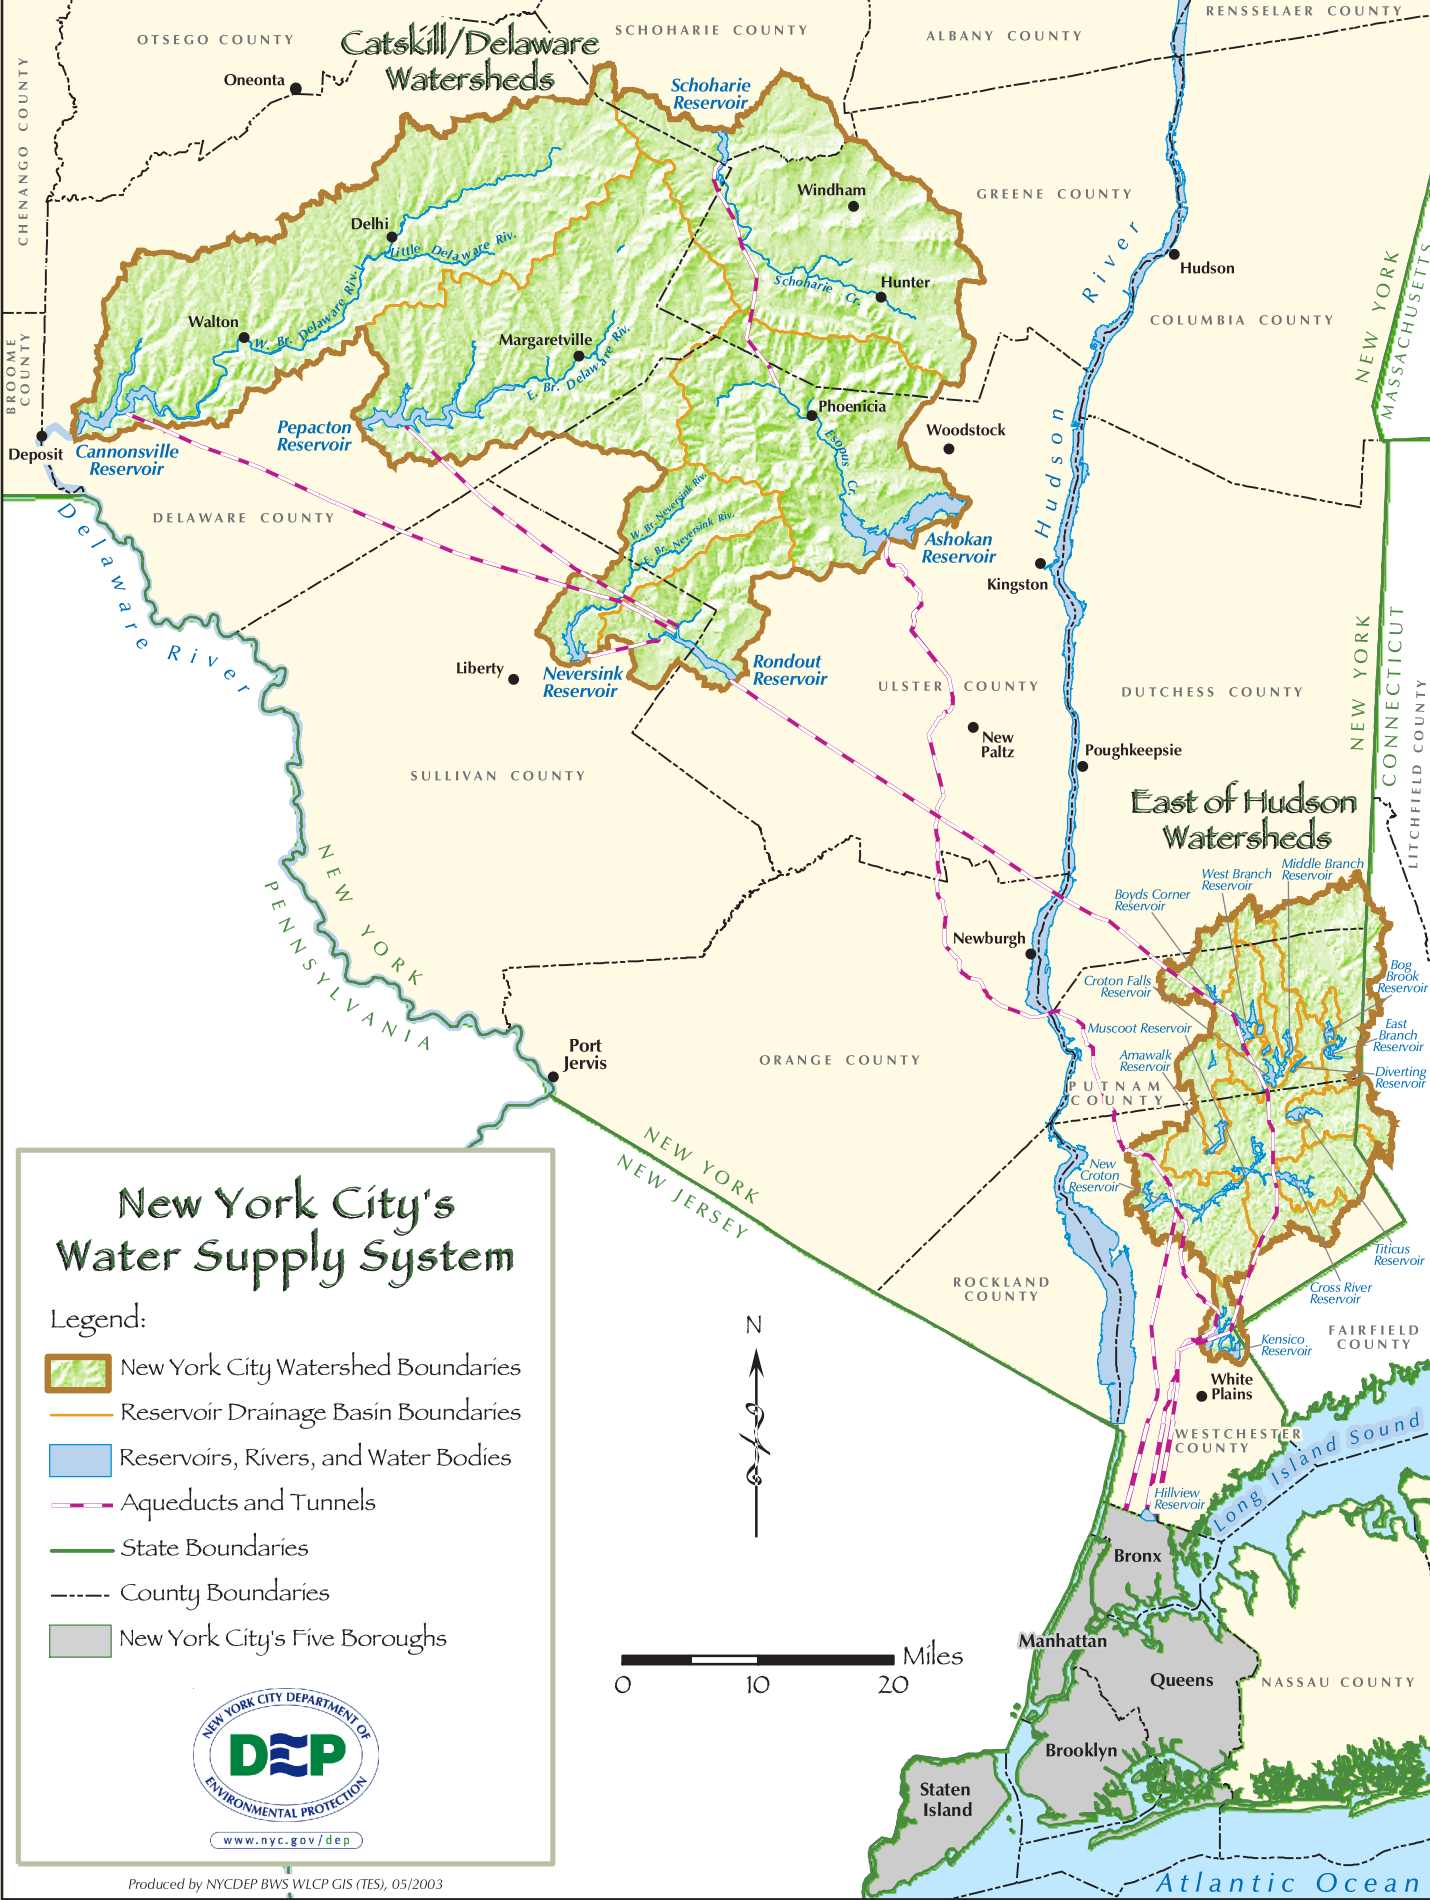 OTSEGO COUNTY
Catskill/Delaware
Watersheds
SCHOHARIE COUNTY
ALBANY COUNTY
RENSSELAER COUNTY
CHENANGO COUNTY
Oneonta
Schoharie
Reservoir
Windham
GREENE COUNTY
Delhi
Little Delaware Riv.
Hudson
River
Hunter
Schoharie Cr.
COLUMBIA COUNTY
NEW YORK
MASSACHUSETTS
Walton
W. Br. Delaware Riv.
Margaretville
E. Br. Delaware Riv.
BROOME
COUNTY
Phoenicia
Pepacton
Reservoir
Woodstock
Deposit
Cannonsville
Reservoir
Esopus Cr.
Hudson
W. Br. Neversink Riv.
E. Br. Neversink Riv.
DELAWARE COUNTY
Delaware River
Ashokan
Reservoir
Kingston
Liberty
Neversink
Reservoir
Rondout
Reservoir
ULSTER COUNTY
DUTCHESS COUNTY
NEW YORK
CONNECTICUT
LITCHFIELD COUNTY
New
Paltz
Poughkeepsie
SULLIVAN COUNTY
East of Hudson
Watersheds
NEW YORK
PENNSYLVANIA
Middle Branch
Reservoir
West Branch
Reservoir
Boyds Corner
Reservoir
Newburgh
Bog
Brook
Reservoir
Croton Falls
Reservoir
Muscoot Reservoir
East
Branch
Reservoir
Amawalk
Reservoir
Diverting
Reservoir
Port
Jervis
ORANGE COUNTY
PUTNAM
COUNTY
NEW YORK
NEW JERSEY
New
Croton
Reservoir
Titicus
Reservoir
Cross River
Reservoir
ROCKLAND
COUNTY
Kensico
Reservoir
FAIRFIELD
COUNTY
White
Plains
WESTCHESTER
COUNTY
Long Island Sound
Hillview
Reservoir
Bronx
Manhattan
Queens
NASSAU COUNTY
Brooklyn
Staten
Island
Atlantic Ocean
N
Miles
0 10 20
New York City's
Water Supply System
Legend:
New York City Watershed Boundaries
Reservoir Drainage Basin Boundaries
Reservoirs, Rivers, and Water Bodies
Aqueducts and Tunnels
State Boundaries
County Boundaries
New York City's Five Boroughs
NEW YORK CITY DEPARTMENT OF
DEP
ENVIRONMENTAL PROTECTION
www.nyc.gov/dep
Produced by NYCDEP BWS WLCP GIS (TES), 05/2003